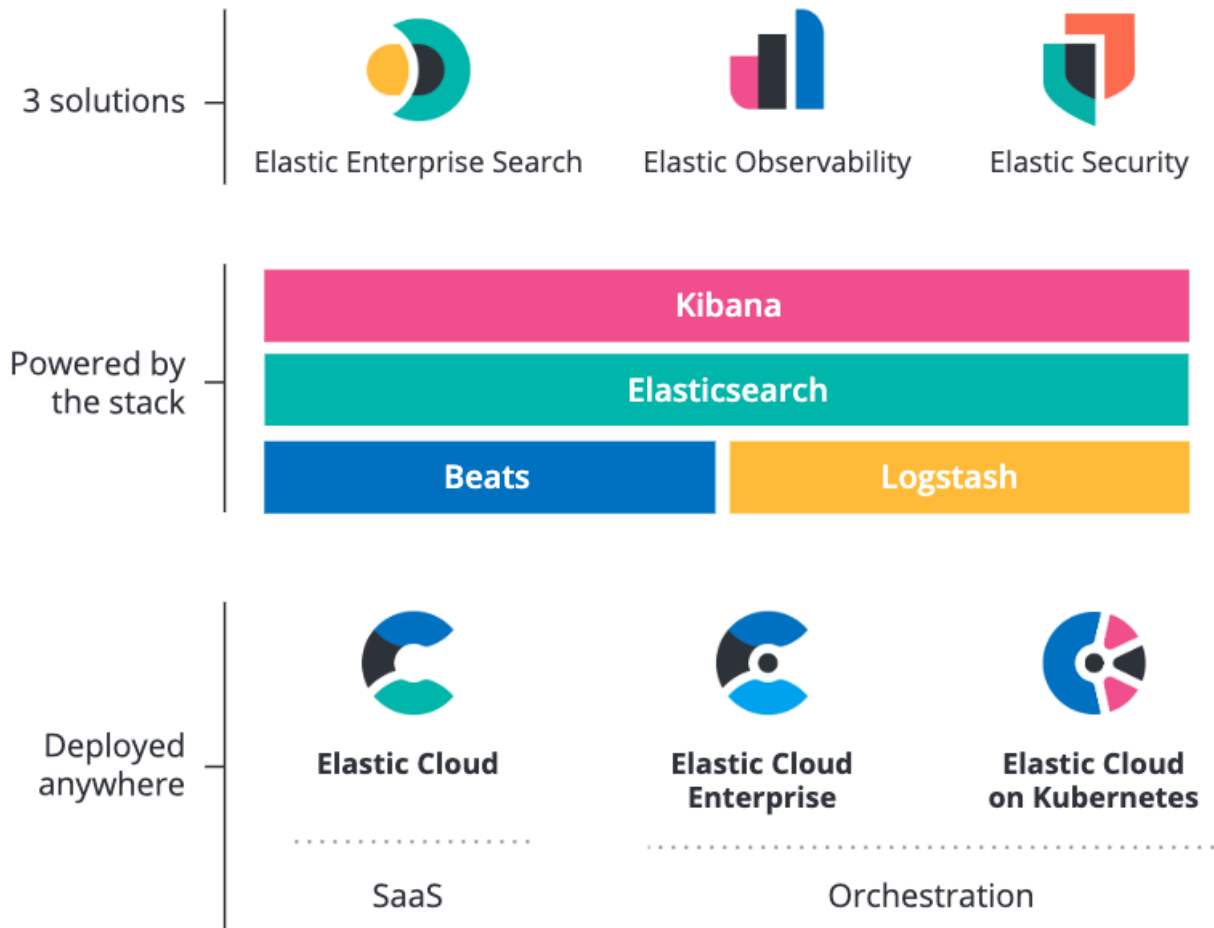 3 solutions
Elastic Enterprise Search
Elastic Observability
Elastic Security
Powered by
the stack
Kibana
Elasticsearch
Beats
Logstash
Deployed
anywhere
Elastic Cloud
Elastic Cloud
Enterprise
Elastic Cloud
on Kubernetes
SaaS
Orchestration